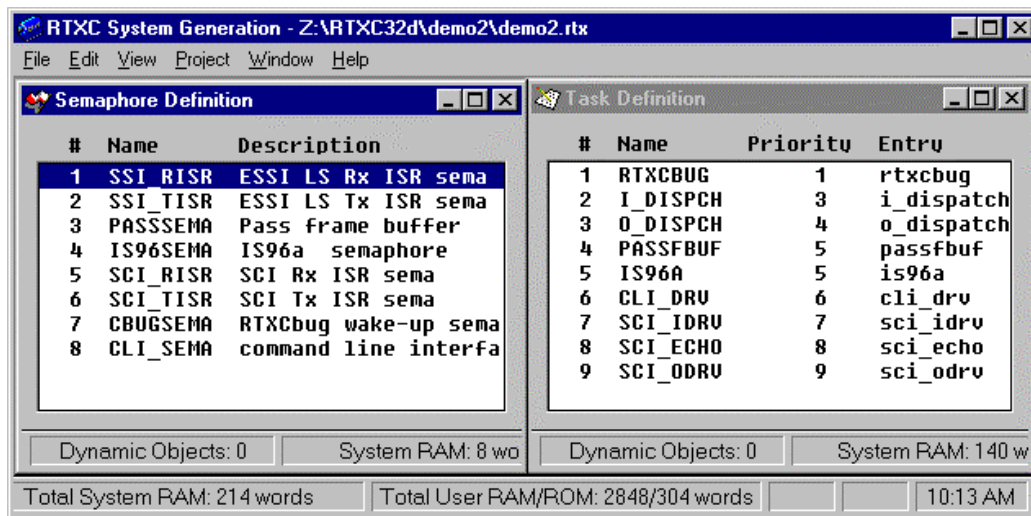 RTXC System Generation - Z:\RTXC32d\demo2\demo2.rtx
File Edit View Project Window Help
Semaphore Definition
# Name Description
1 SSI_RISR ESSI LS Rx ISR sema
2 SSI_TISR ESSI LS Tx ISR sema
3 PASSSEMA Pass frame buffer
4 IS96SEMA IS96a semaphore
5 SCI_RISR SCI Rx ISR sema
6 SCI_TISR SCI Tx ISR sema
7 CBUGSEMA RTXCbug wake-up sema
8 CLI_SEMA command line interfa
Dynamic Objects: 0 System RAM: 8 wo
Task Definition
# Name Priority Entry
1 RTXCBUG 1 rtxcbug
2 I_DISPCH 3 i_dispatch
3 O_DISPCH 4 o_dispatch
4 PASSFBUF 5 passfbuf
5 IS96A 5 is96a
6 CLI_DRV 6 cli_drv
7 SCI_IDRV 7 sci_idrv
8 SCI_ECHO 8 sci_echo
9 SCI_ODRV 9 sci_odrv
Dynamic Objects: 0 System RAM: 140 w
Total System RAM: 214 words Total User RAM/ROM: 2848/304 words 10:13 AM